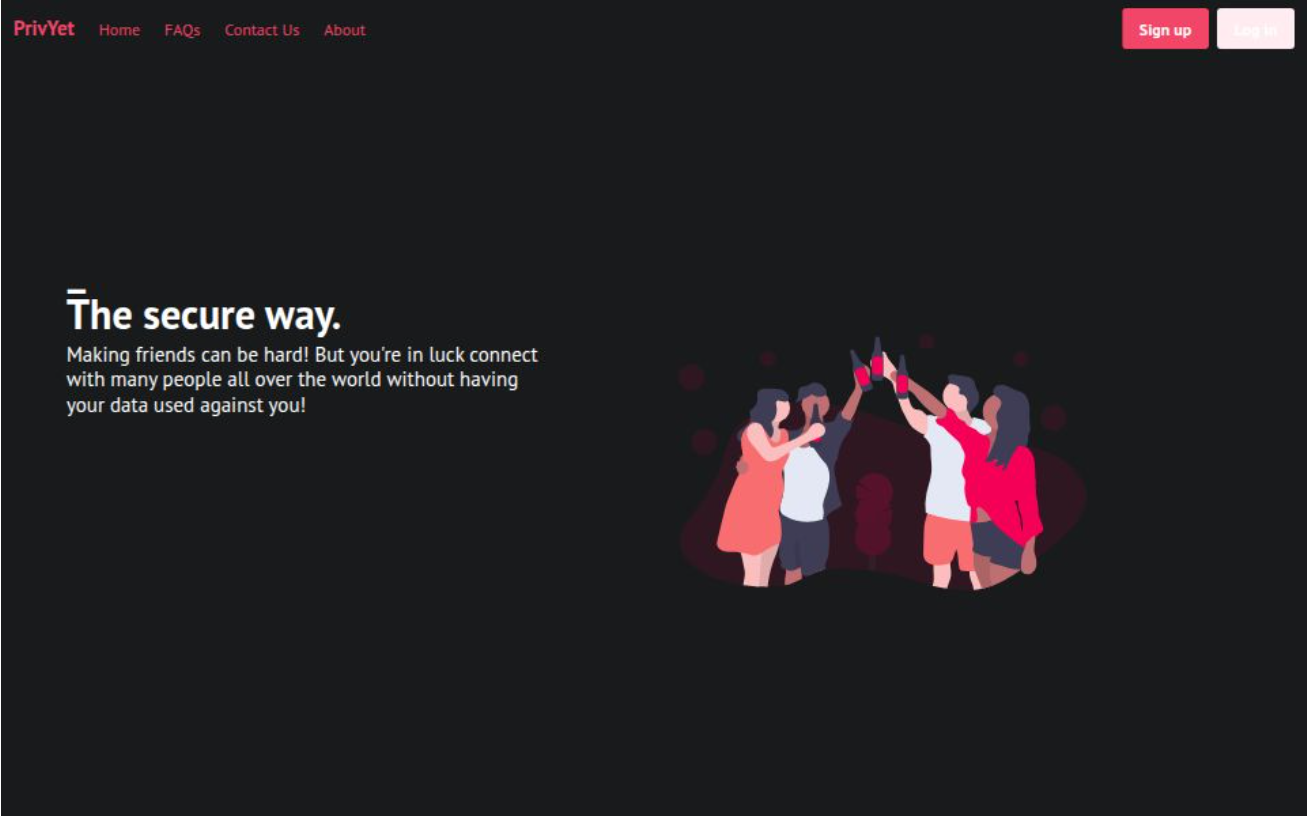 PrivYet Home FAQs Contact Us About Sign up Log in
The secure way.
Making friends can be hard! But you're in luck connect
with many people all over the world without having
your data used against you!